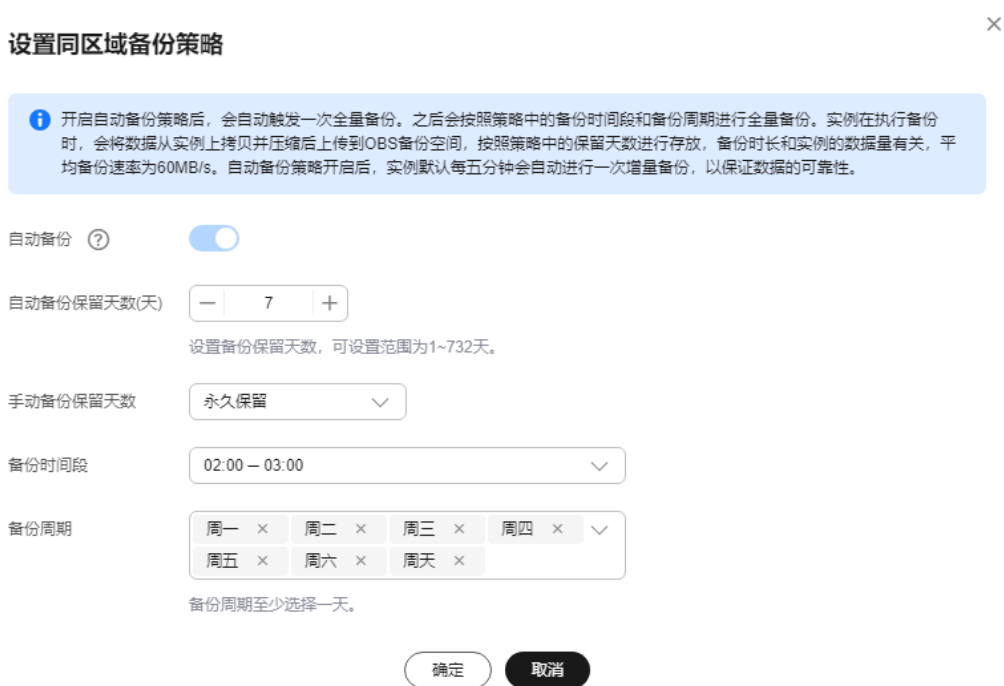 设置同区域备份策略
开启自动备份策略后，会自动触发一次全量备份。之后会按照策略中的备份时间段和备份周期进行全量备份。实例在执行备份
时，会将数据从实例上拷贝并压缩后上传到OBS备份空间，按照策略中的保留天数进行存放，备份时长和实例的数据量有关，平
均备份速率为60MB/s。自动备份策略开启后，实例默认每五分钟会自动进行一次增量备份，以保证数据的可靠性。
自动备份 ?
自动备份保留天数(天) — 7 +
设置备份保留天数，可设置范围为1~732天。
手动备份保留天数 永久保留
备份时间段 02:00 — 03:00
备份周期 周一 × 周二 × 周三 × 周四 ×
周五 × 周六 × 周天 ×
备份周期至少选择一天。
确定 取消